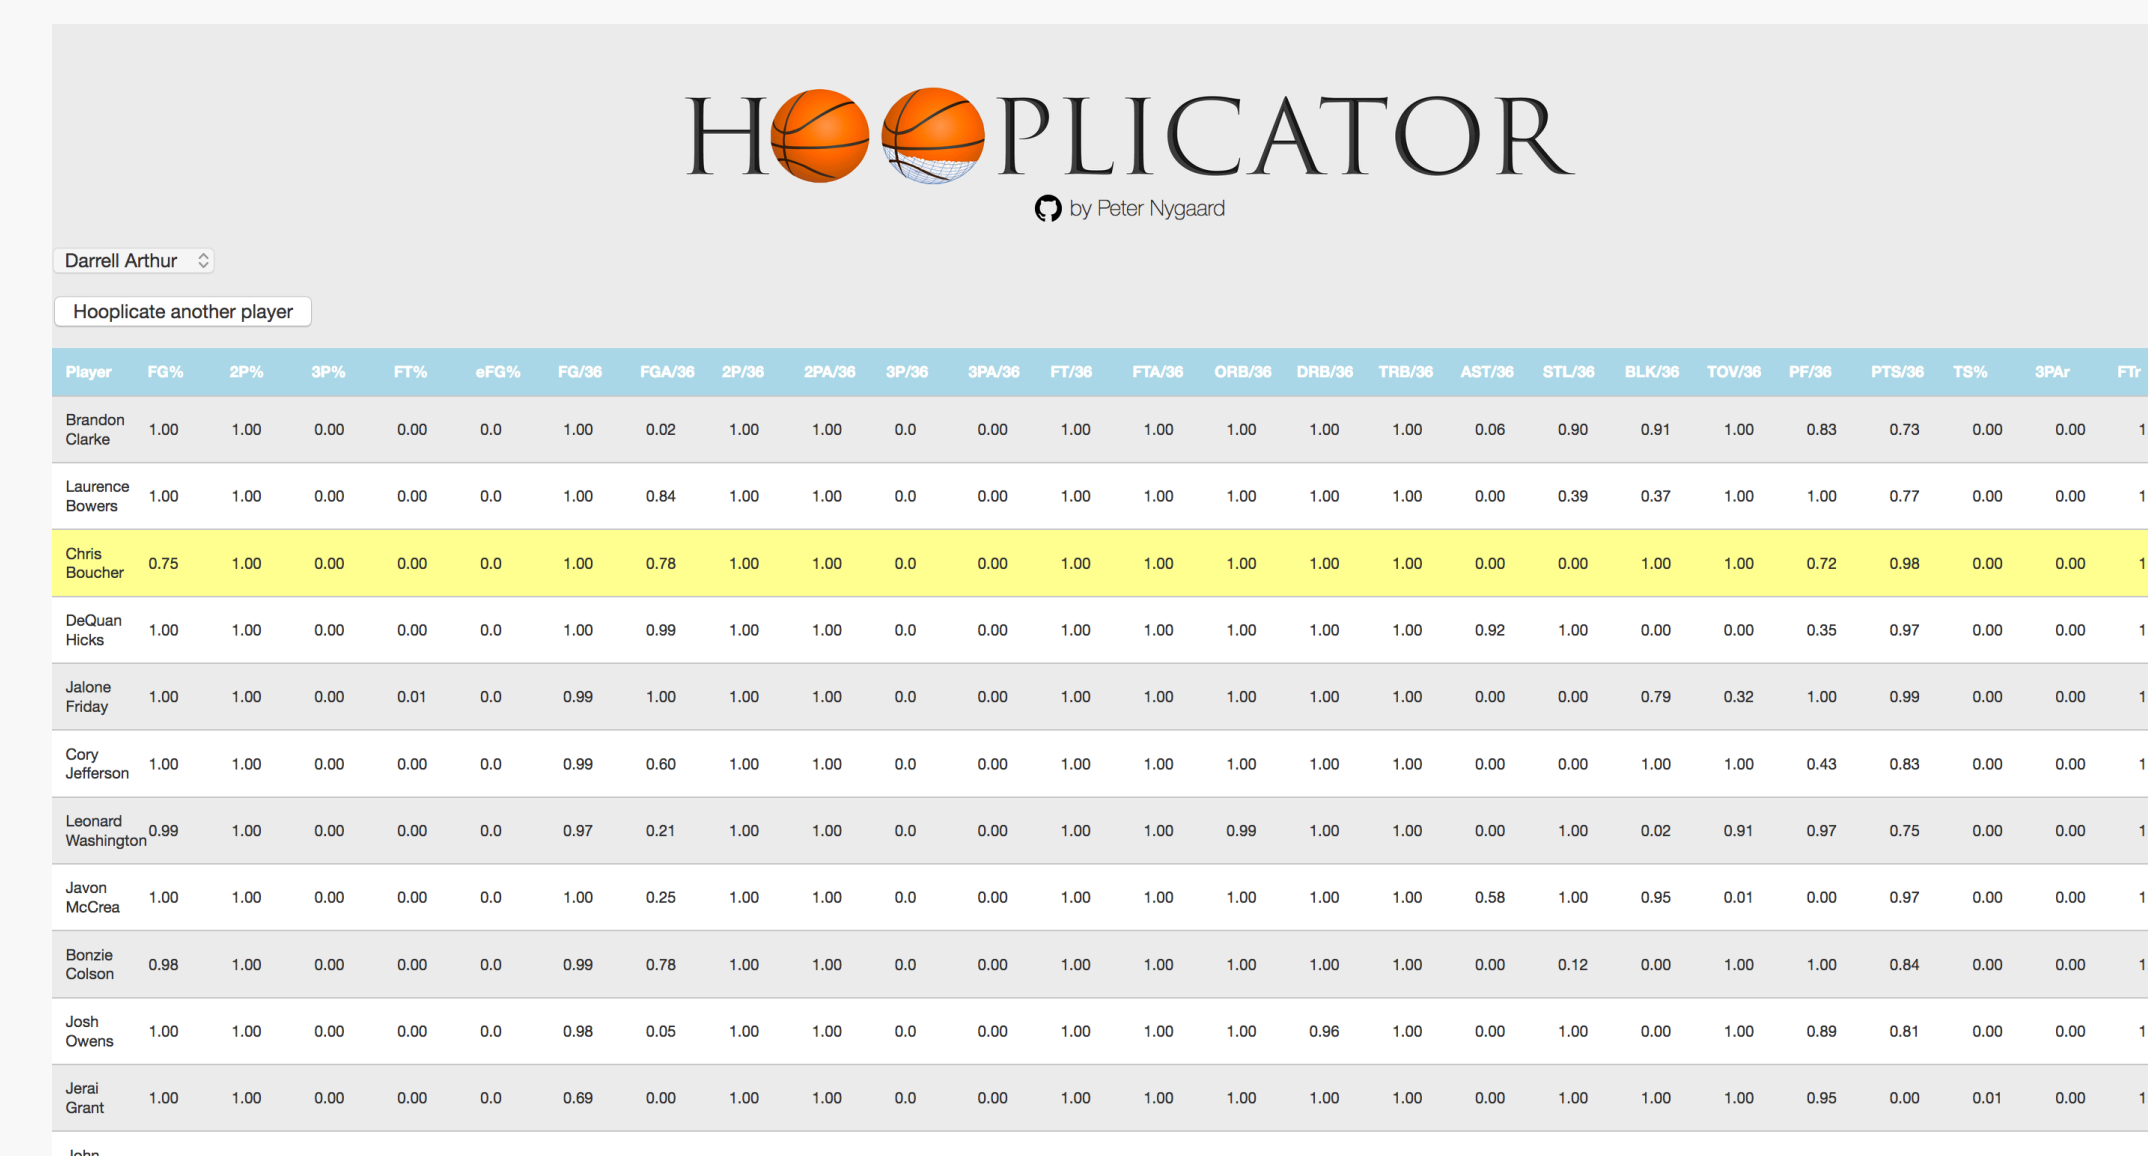 HOOPLICATOR
by Peter Nygaard
Darrell Arthur
Hooplicate another player
Player FG% 2P% 3P% FT% eFG% FG/36 FGA/36 2P/36 2PA/36 3P/36 3PA/36 FT/36 FTA/36 ORB/36 DRB/36 TRB/36 AST/36 STL/36 BLK/36 TOV/36 PF/36 PTS/36 TS% 3PAr FTr
Brandon
Clarke
1.00 1.00 0.00 0.00 0.0 1.00 0.02 1.00 1.00 0.0 0.00 1.00 1.00 1.00 1.00 1.00 0.06 0.90 0.91 1.00 0.83 0.73 0.00 0.00 1
Laurence
Bowers
1.00 1.00 0.00 0.00 0.0 1.00 0.84 1.00 1.00 0.0 0.00 1.00 1.00 1.00 1.00 1.00 0.00 0.39 0.37 1.00 1.00 0.77 0.00 0.00 1
Chris
Boucher
0.75 1.00 0.00 0.00 0.0 1.00 0.78 1.00 1.00 0.0 0.00 1.00 1.00 1.00 1.00 1.00 0.00 0.00 1.00 1.00 0.72 0.98 0.00 0.00 1
DeQuan
Hicks
1.00 1.00 0.00 0.00 0.0 1.00 0.99 1.00 1.00 0.0 0.00 1.00 1.00 1.00 1.00 1.00 0.92 1.00 0.00 0.00 0.35 0.97 0.00 0.00 1
Jalone
Friday
1.00 1.00 0.00 0.01 0.0 0.99 1.00 1.00 1.00 0.0 0.00 1.00 1.00 1.00 1.00 1.00 0.00 0.00 0.79 0.32 1.00 0.99 0.00 0.00 1
Cory
Jefferson
1.00 1.00 0.00 0.00 0.0 0.99 0.60 1.00 1.00 0.0 0.00 1.00 1.00 1.00 1.00 1.00 0.00 0.00 1.00 1.00 0.43 0.83 0.00 0.00 1
Leonard
Washington
0.99 1.00 0.00 0.00 0.0 0.97 0.21 1.00 1.00 0.0 0.00 1.00 1.00 0.99 1.00 1.00 0.00 1.00 0.02 0.91 0.97 0.75 0.00 0.00 1
Javon
McCrea
1.00 1.00 0.00 0.00 0.0 1.00 0.25 1.00 1.00 0.0 0.00 1.00 1.00 1.00 1.00 1.00 0.58 1.00 0.95 0.01 0.00 0.97 0.00 0.00 1
Bonzie
Colson
0.98 1.00 0.00 0.00 0.0 0.99 0.78 1.00 1.00 0.0 0.00 1.00 1.00 1.00 1.00 1.00 0.00 0.12 0.00 1.00 1.00 0.84 0.00 0.00 1
Josh
Owens
1.00 1.00 0.00 0.00 0.0 0.98 0.05 1.00 1.00 0.0 0.00 1.00 1.00 1.00 0.96 1.00 0.00 1.00 0.00 1.00 0.89 0.81 0.00 0.00 1
Jerai
Grant
1.00 1.00 0.00 0.00 0.0 0.69 0.00 1.00 1.00 0.0 0.00 1.00 1.00 1.00 1.00 1.00 0.00 1.00 1.00 1.00 0.95 0.00 0.01 0.00 1
John